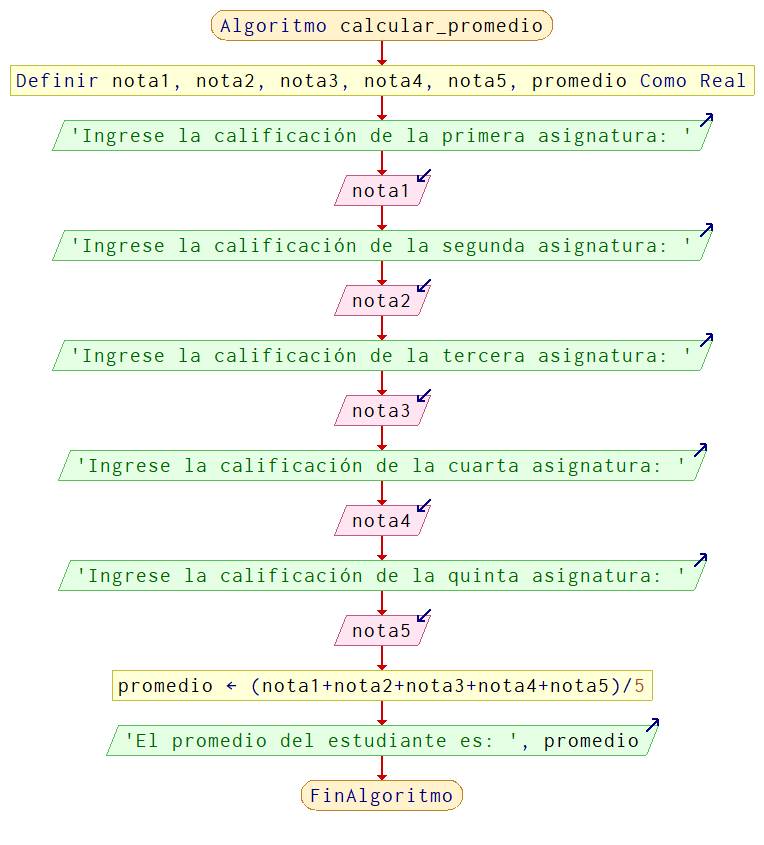 Algoritmo calcular_promedio
Definir nota1, nota2, nota3, nota4, nota5, promedio Como Real
'Ingrese la calificación de la primera asignatura: '
nota1
'Ingrese la calificación de la segunda asignatura: '
nota2
'Ingrese la calificación de la tercera asignatura: '
nota3
'Ingrese la calificación de la cuarta asignatura: '
nota4
'Ingrese la calificación de la quinta asignatura: '
nota5
promedio ← (nota1+nota2+nota3+nota4+nota5)/5
'El promedio del estudiante es: ', promedio
FinAlgoritmo